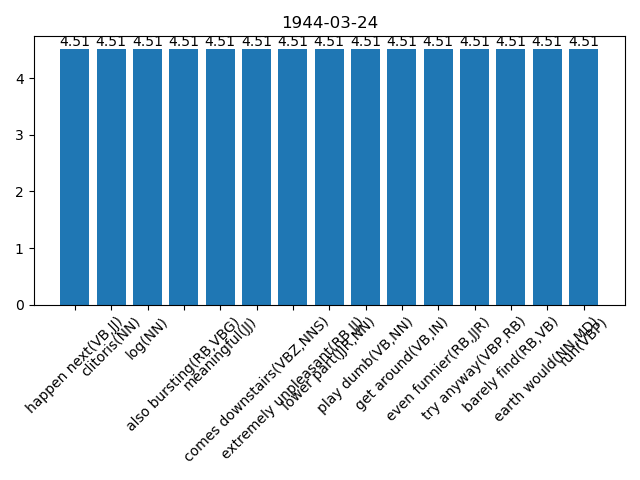 1944-03-24
4.51 4.51 4.51 4.51 4.51 4.51 4.51 4.51 4.51 4.51 4.51 4.51 4.51 4.51 4.51
4
3
2
1
0
happen next(VB,JJ)
clitoris(NN)
log(NN)
also bursting(RB,VBG)
meaningful(JJ)
comes downstairs(VBZ,NNS)
extremely unpleasant(RB,JJ)
lower part(JJR,NN)
play dumb(VB,NN)
get around(VB,IN)
even funnier(RB,JJR)
try anyway(VBP,RB)
barely find(RB,VB)
earth would(NN,MD)
run(VBP)